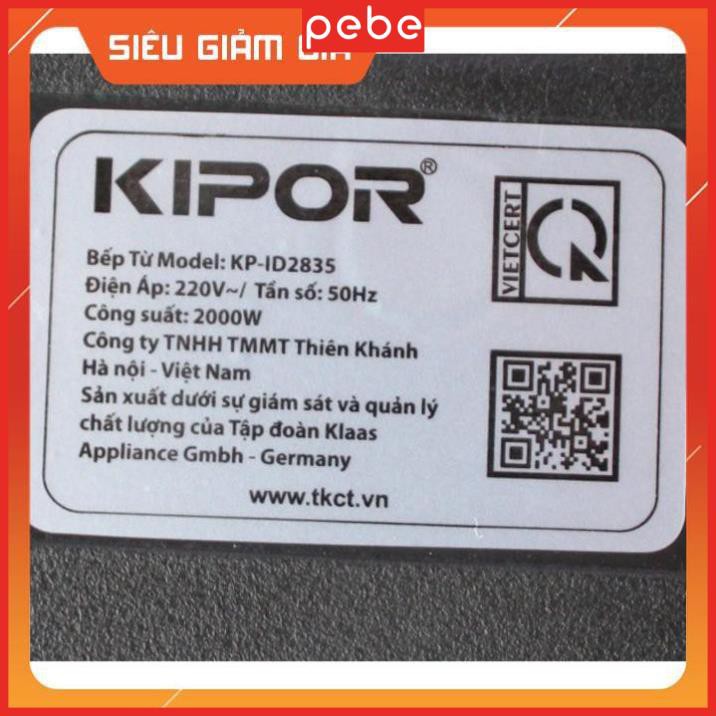 pebe
SIÊU GIẢM GIÁ
KIPOR®
Bếp Từ Model: KP-ID2835
Điện Áp: 220V~/ Tần số: 50Hz
Công suất: 2000W
Công ty TNHH TMMT Thiên Khánh
Hà nội - Việt Nam
Sản xuất dưới sự giám sát và quản lý
chất lượng của Tập đoàn Klaas
Appliance Gmbh - Germany
www.tkct.vn
VIETCERT